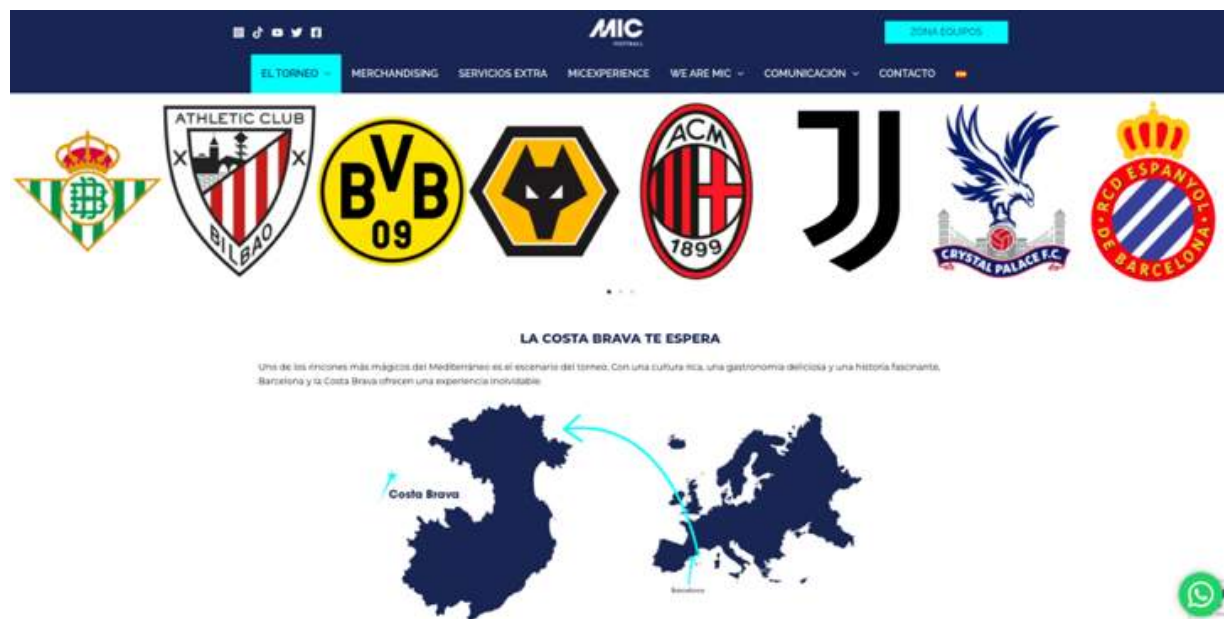 MIC
FOOTBALL
ZONA EQUIPOS
EL TORNEO MERCHANDISING SERVICIOS EXTRA MICEXPERIENCE WE ARE MIC COMUNICACIÓN CONTACTO
ATHLETIC CLUB
BILBAO
BVB
09
ACM
1899
CRYSTAL PALACE F.C.
RCD ESPANYOL
DE BARCELONA
LA COSTA BRAVA TE ESPERA
Uno de los rincones más mágicos del Mediterráneo es el escenario del torneo. Con una cultura rica, una gastronomía deliciosa y una historia fascinante,
Barcelona y la Costa Brava ofrecen una experiencia inolvidable.
Costa Brava
Barcelona